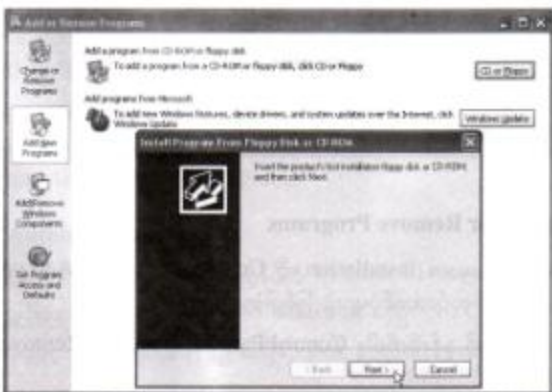 Add or Remove Programs
Change or
Remove
Programs
Add New
Programs
Add/Remove
Windows
Components
Set Program
Access and
Defaults
Add a program from CD-ROM or floppy disk
To add a program from a CD-ROM or floppy disk, click CD or Floppy
CD or Floppy
Add programs from Microsoft
To add new Windows features, device drivers, and system updates over the Internet, click
Windows Update
Windows Update
Install Program From Floppy Disk or CD-ROM
Insert the product's first installation floppy disk or CD-ROM,
and then click Next.
< Back
Next >
Cancel